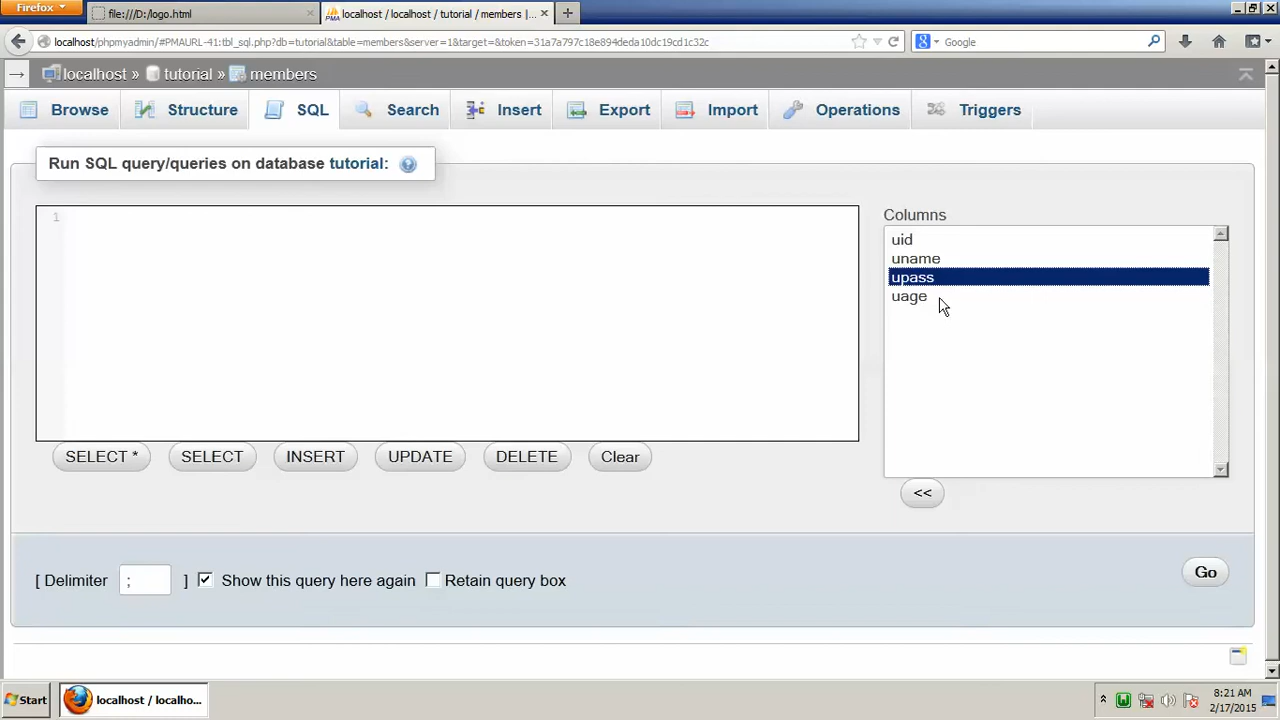 Firefox
file:///D:/logo.html
localhost / localhost / tutorial / members |...
localhost/phpmyadmin/#PMAURL-41:tbl_sql.php?db=tutorial&table=members&server=1&target=&token=31a7a797c18e894deda10dc19cd1c32c
Google
localhost » tutorial » members
Browse Structure SQL Search Insert Export Import Operations Triggers
Run SQL query/queries on database tutorial:
1
Columns
uid
uname
upass
uage
SELECT * SELECT INSERT UPDATE DELETE Clear
<<
[ Delimiter ; ] Show this query here again Retain query box
Go
Start
localhost / localho...
8:21 AM
2/17/2015